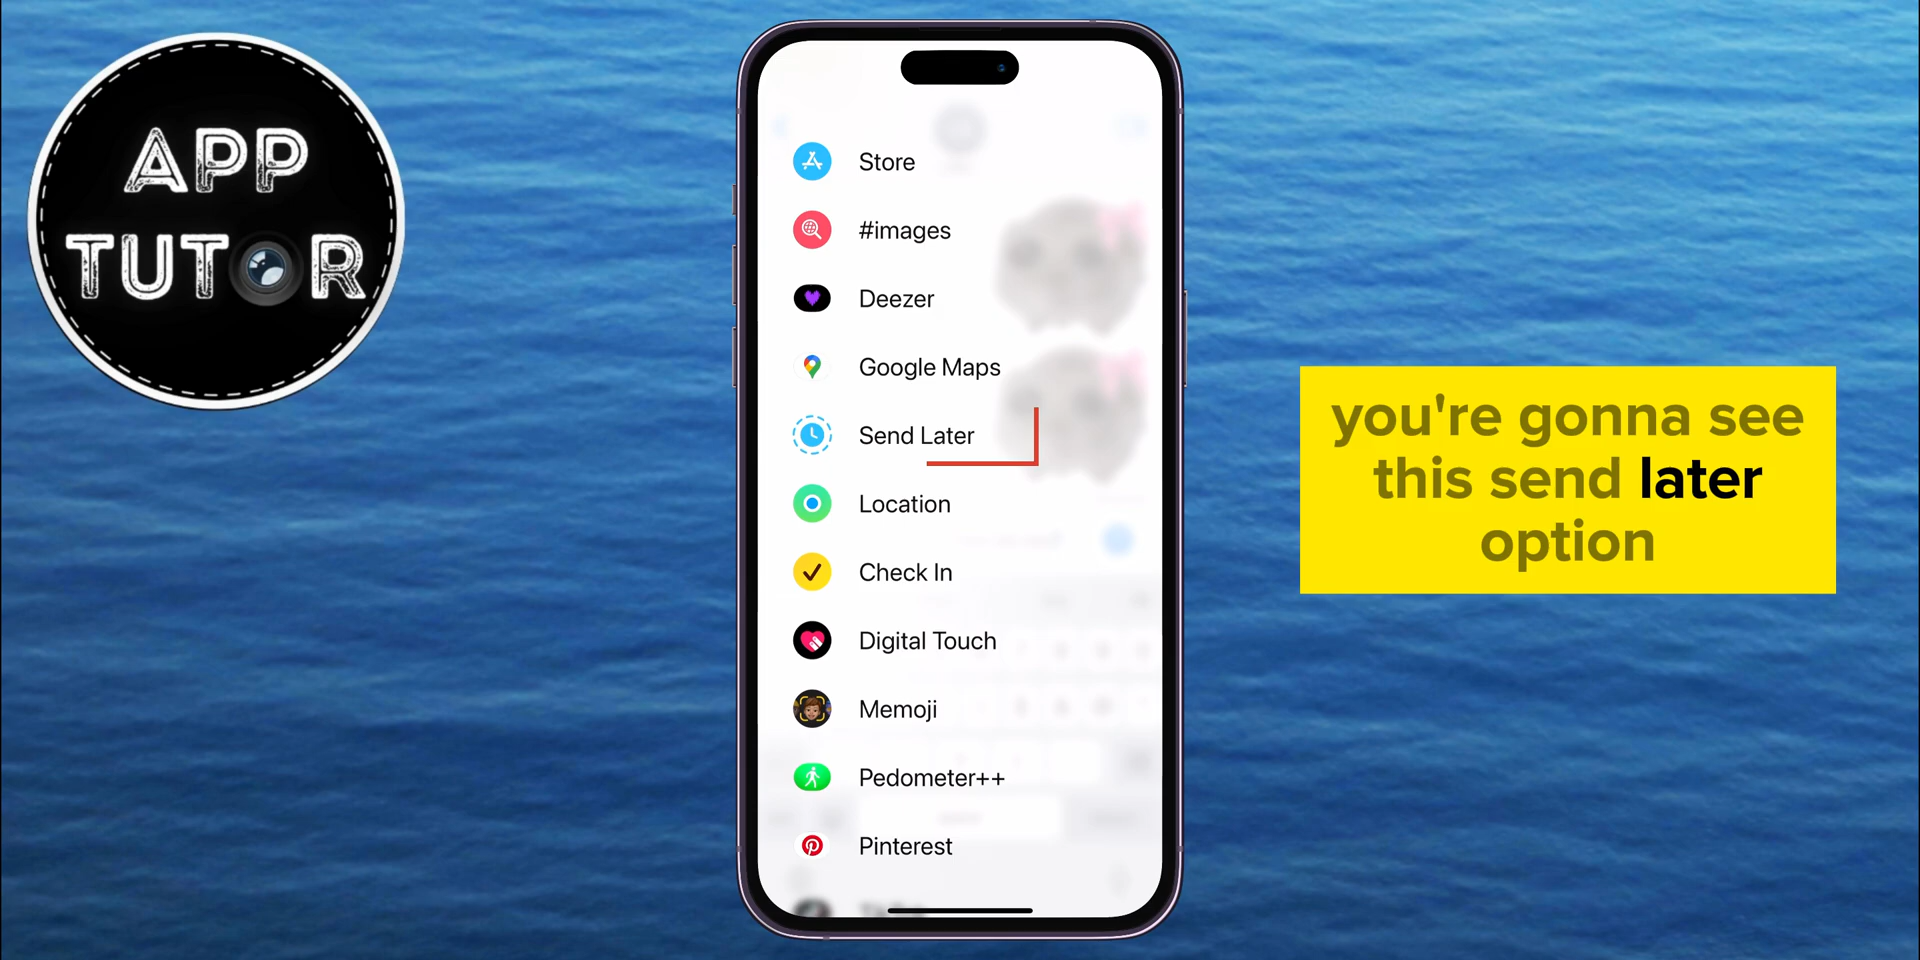 APP
TUTOR
Store
#images
Deezer
Google Maps
Send Later
Location
Check In
Digital Touch
Memoji
Pedometer++
Pinterest
you're gonna see
this send later
option